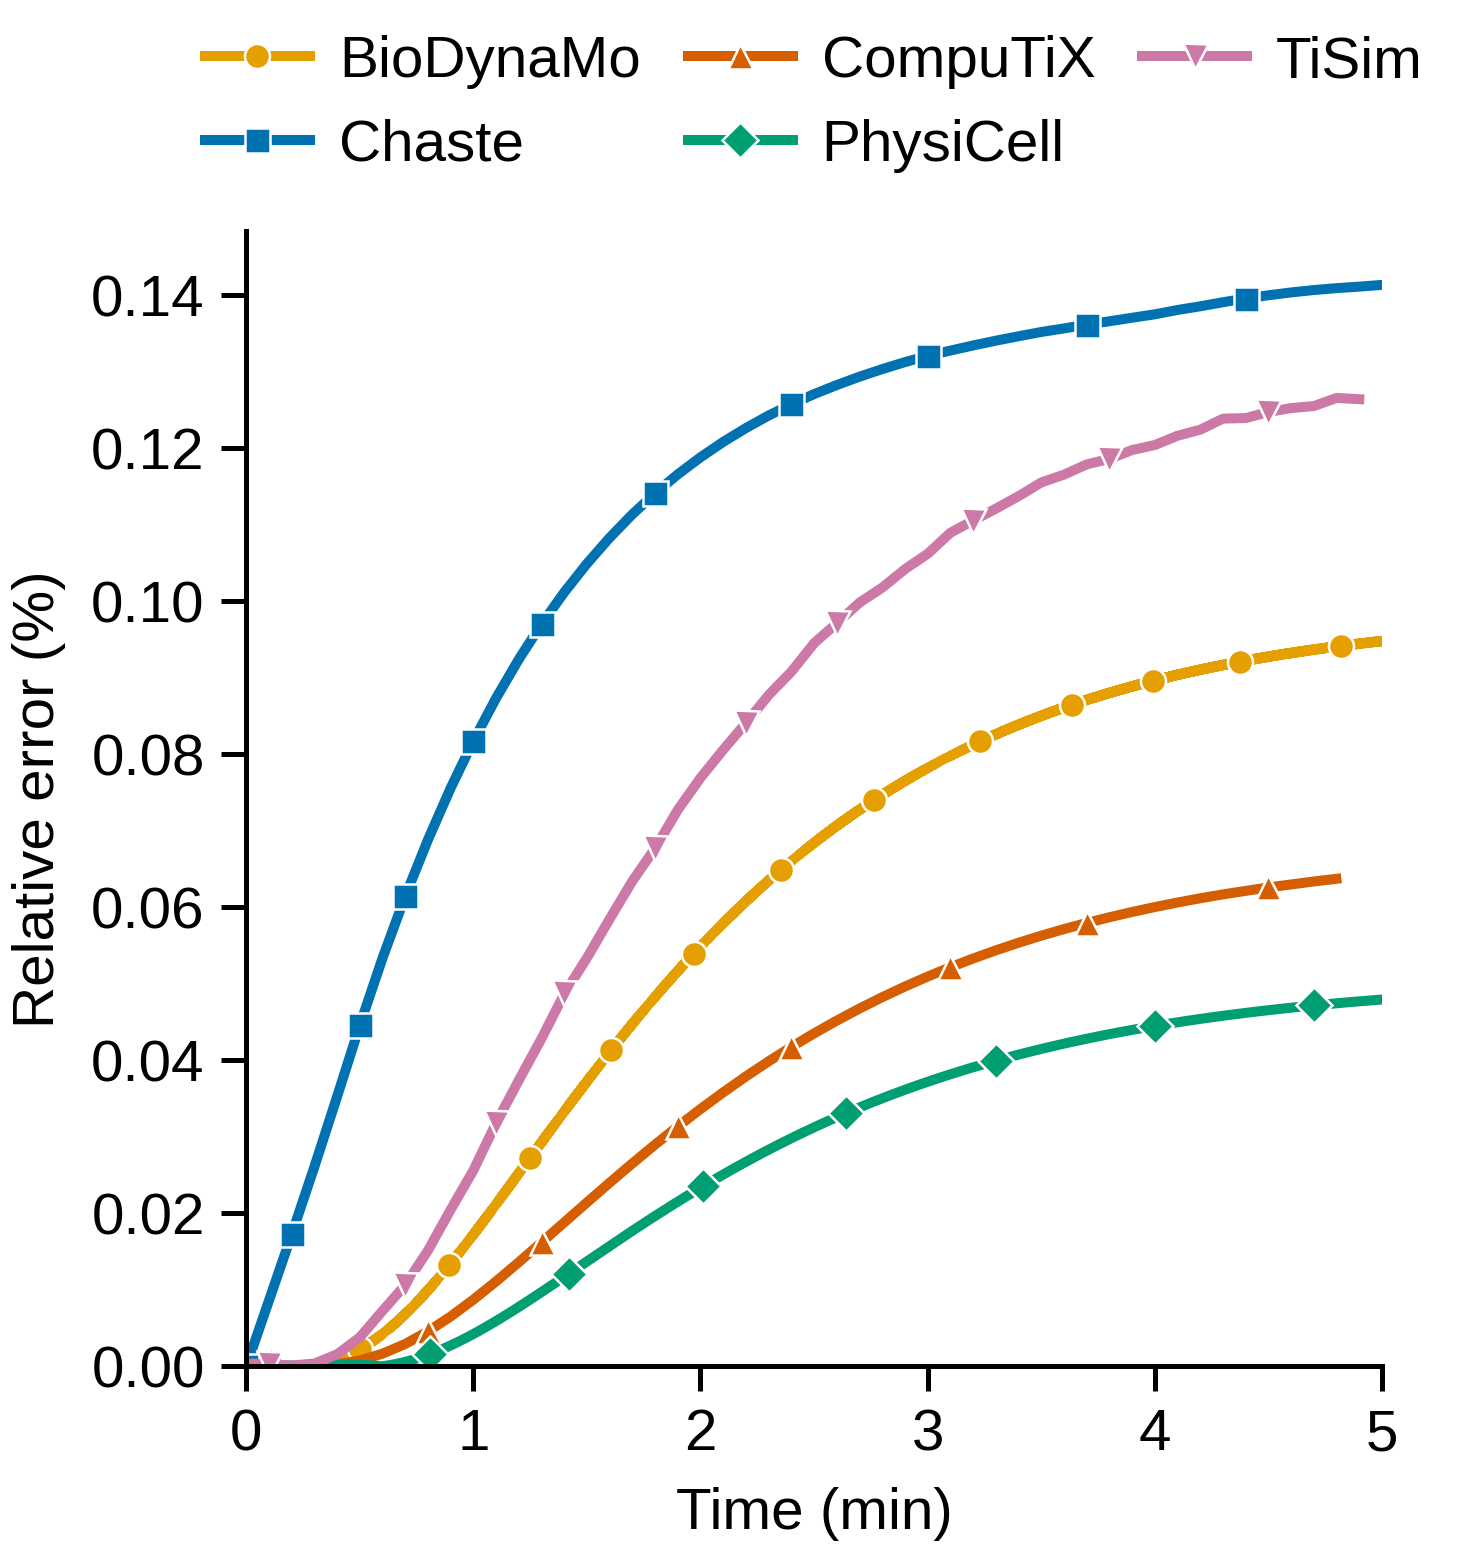 BioDynaMo CompuTiX TiSim
Chaste PhysiCell
0.14
0.12
0.10
0.08
0.06
0.04
0.02
0.00
Relative error (%)
0 1 2 3 4 5
Time (min)